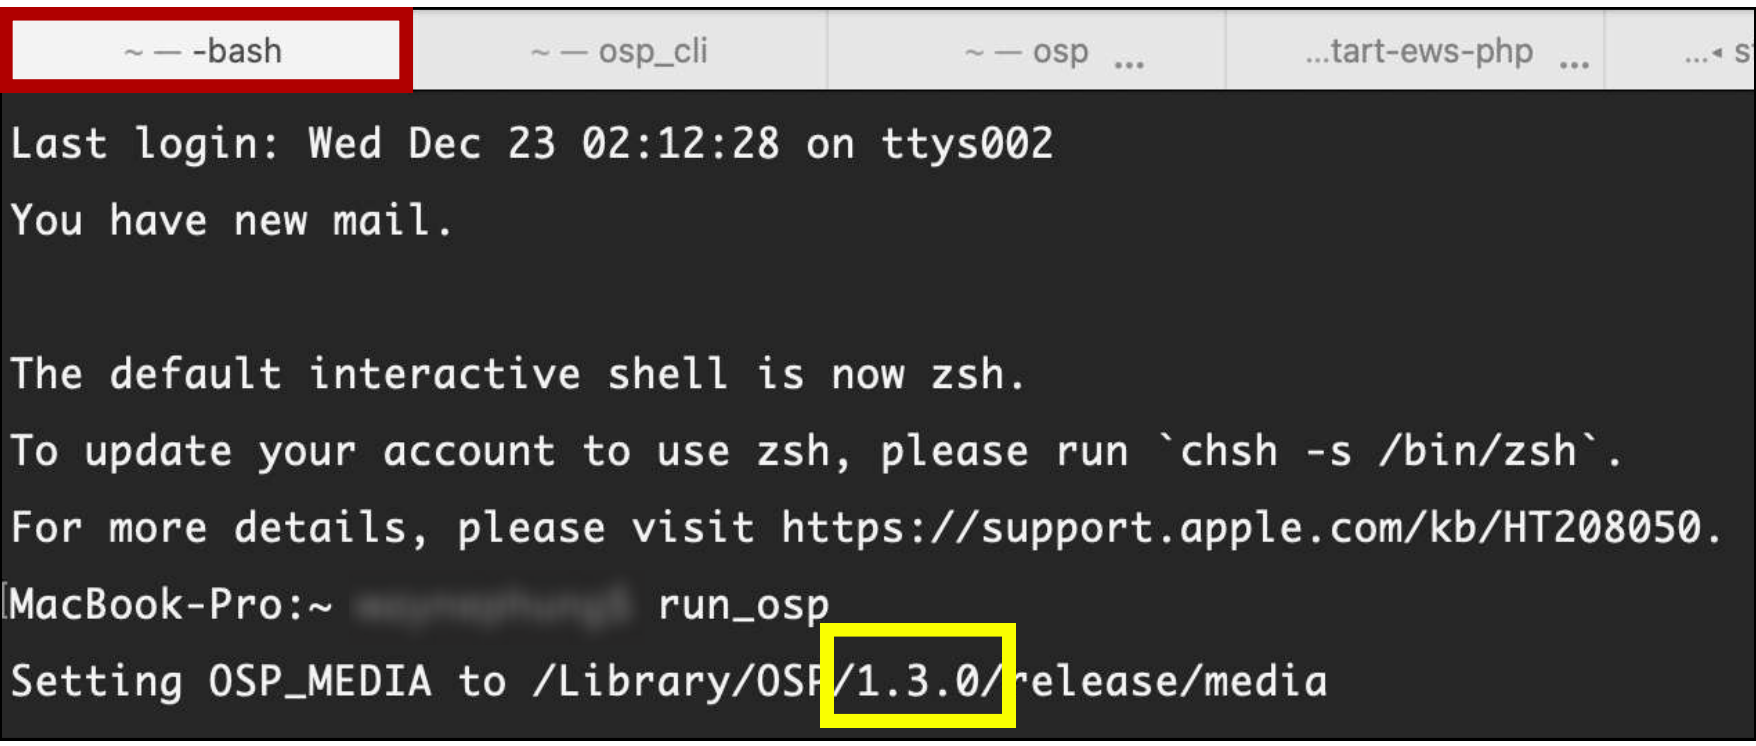 ~ — -bash ~ — osp_cli ~ — osp ... ...tart-ews-php ... ...◂ s
Last login: Wed Dec 23 02:12:28 on ttys002
You have new mail.
The default interactive shell is now zsh.
To update your account to use zsh, please run `chsh -s /bin/zsh`.
For more details, please visit https://support.apple.com/kb/HT208050.
MacBook-Pro:~ run_osp
Setting OSP_MEDIA to /Library/OSP/1.3.0/release/media